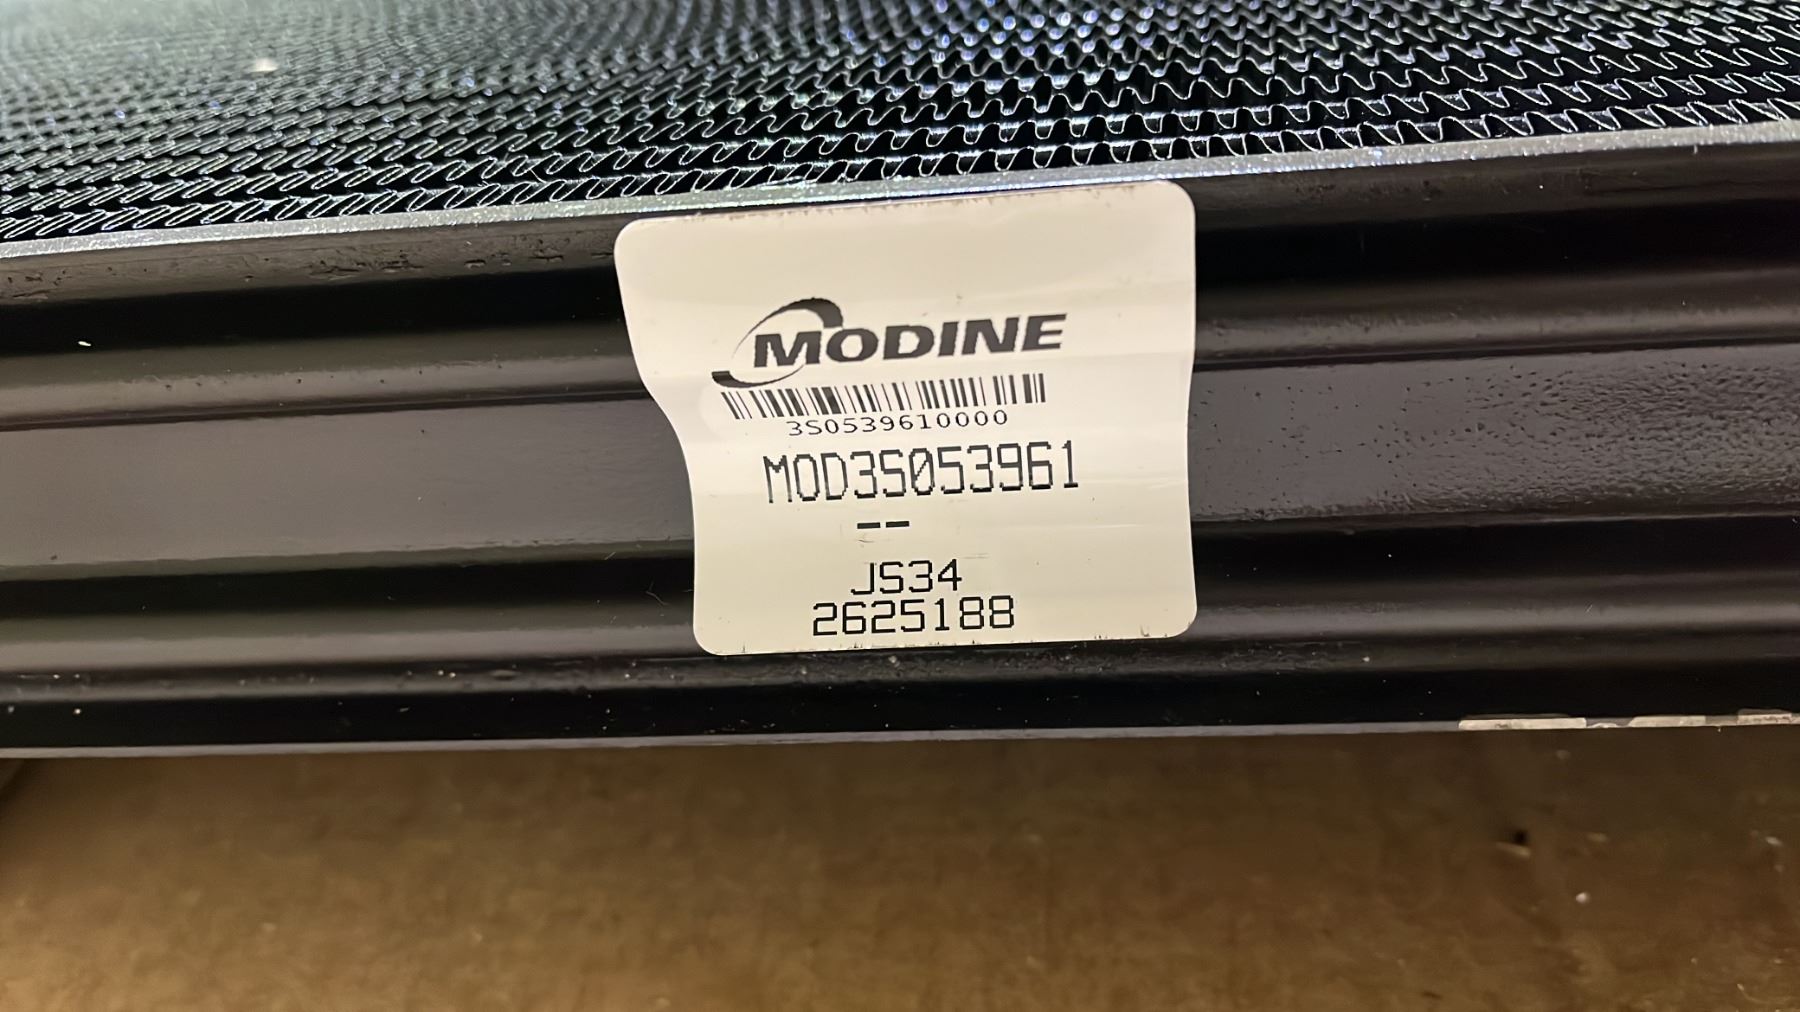 MODINE
3S0539610000
MOD3S053961
--
JS34
2625188